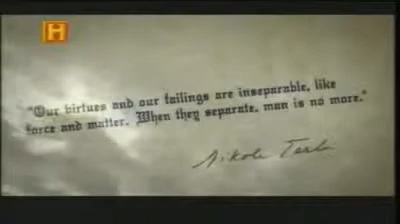 H
"Our virtues and our failings are inseparable, like
force and matter. When they separate, man is no more."
Nikola Tesla